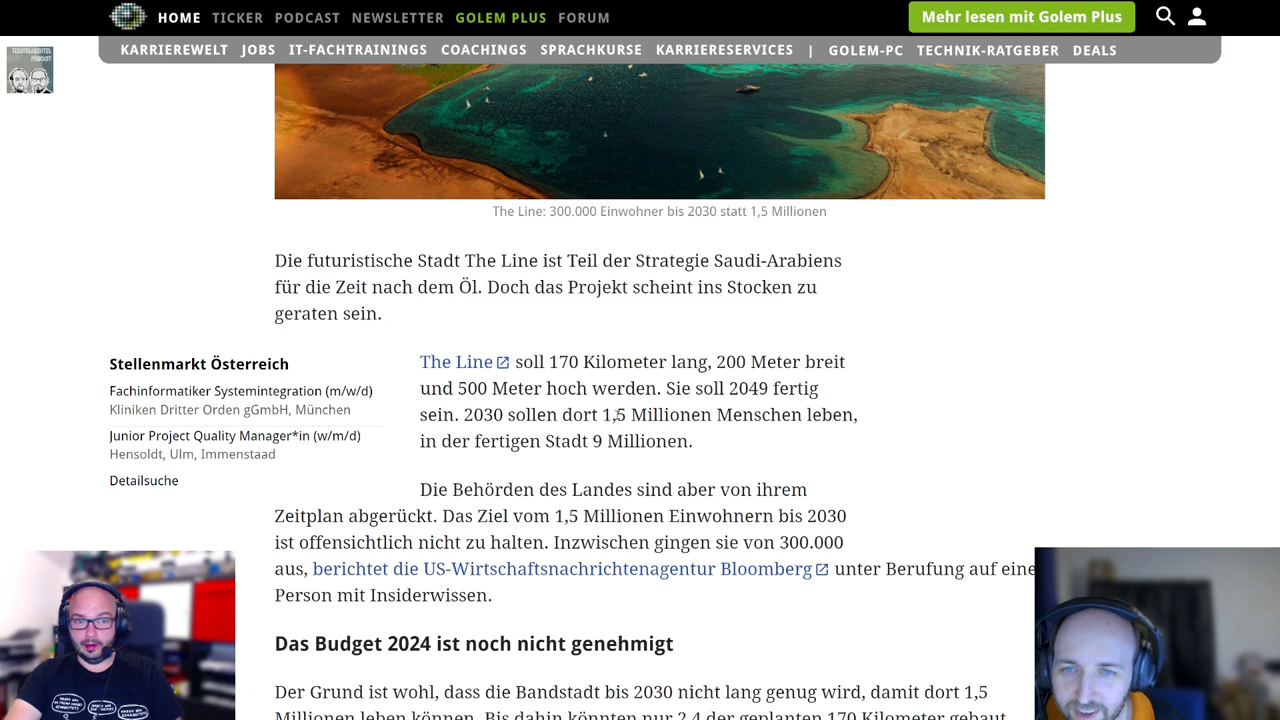 HOME TICKER PODCAST NEWSLETTER GOLEM PLUS FORUM Mehr lesen mit Golem Plus
KARRIEREWELT JOBS IT-FACHTRAININGS COACHINGS SPRACHKURSE KARRIERESERVICES | GOLEM-PC TECHNIK-RATGEBER DEALS
PODCAST
The Line: 300.000 Einwohner bis 2030 statt 1,5 Millionen
Die futuristische Stadt The Line ist Teil der Strategie Saudi-Arabiens
für die Zeit nach dem Öl. Doch das Projekt scheint ins Stocken zu
geraten sein.
Stellenmarkt Österreich
Fachinformatiker Systemintegration (m/w/d)
Kliniken Dritter Orden gGmbH, München
Junior Project Quality Manager*in (w/m/d)
Hensoldt, Ulm, Immenstaad
Detailsuche
The Line soll 170 Kilometer lang, 200 Meter breit
und 500 Meter hoch werden. Sie soll 2049 fertig
sein. 2030 sollen dort 1,5 Millionen Menschen leben,
in der fertigen Stadt 9 Millionen.
Die Behörden des Landes sind aber von ihrem
Zeitplan abgerückt. Das Ziel vom 1,5 Millionen Einwohnern bis 2030
ist offensichtlich nicht zu halten. Inzwischen gingen sie von 300.000
aus, berichtet die US-Wirtschaftsnachrichtenagentur Bloomberg unter Berufung auf eine
Person mit Insiderwissen.
Das Budget 2024 ist noch nicht genehmigt
Der Grund ist wohl, dass die Bandstadt bis 2030 nicht lang genug wird, damit dort 1,5
Millionen leben können. Bis dahin könnten nur 2,4 der geplanten 170 Kilometer gebaut